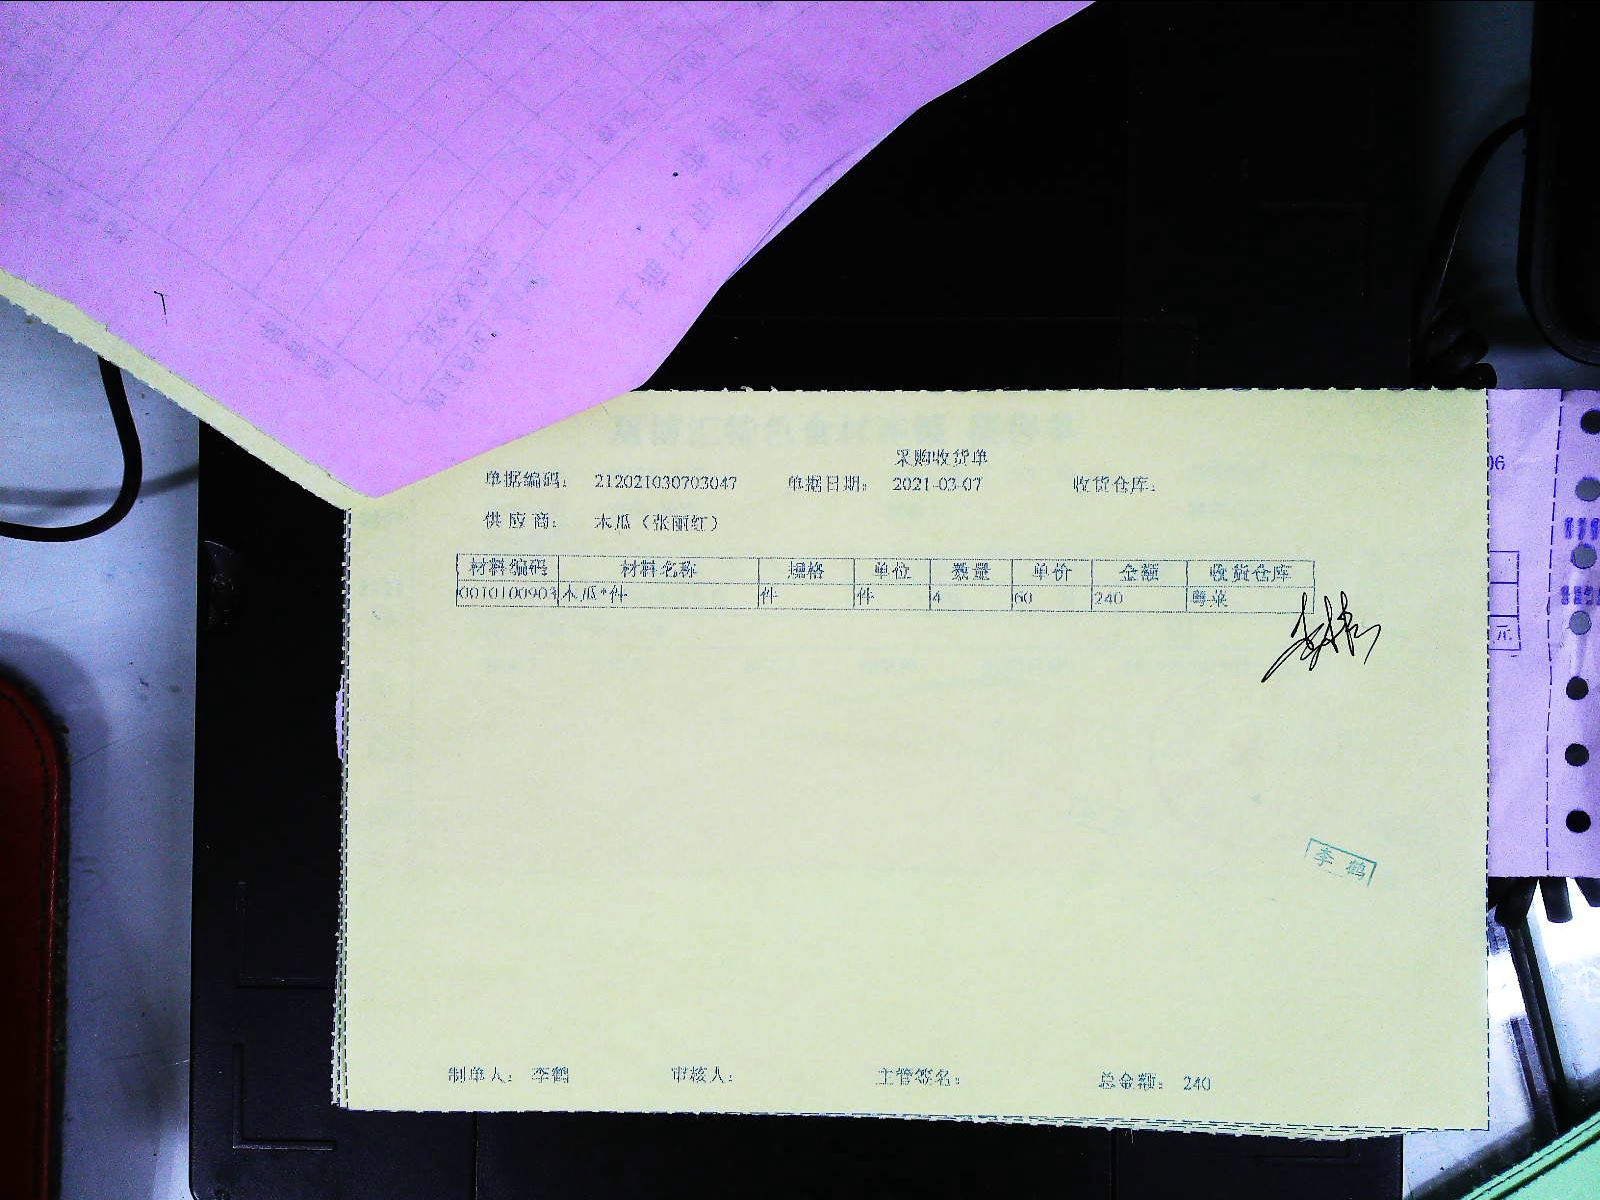 采购收货单
单据编码: 212021030703047 单据日期: 2021-03-07 收货仓库:
供应商: 木瓜（张丽红）
材料编码 材料名称 规格 单位 数量 单价 金额 收货仓库
0010100903 木瓜*件 件 件 4 60 240 粤菜
李鹤
制单人: 李鹤 审核人: 主管签名: 总金额: 240
06
元